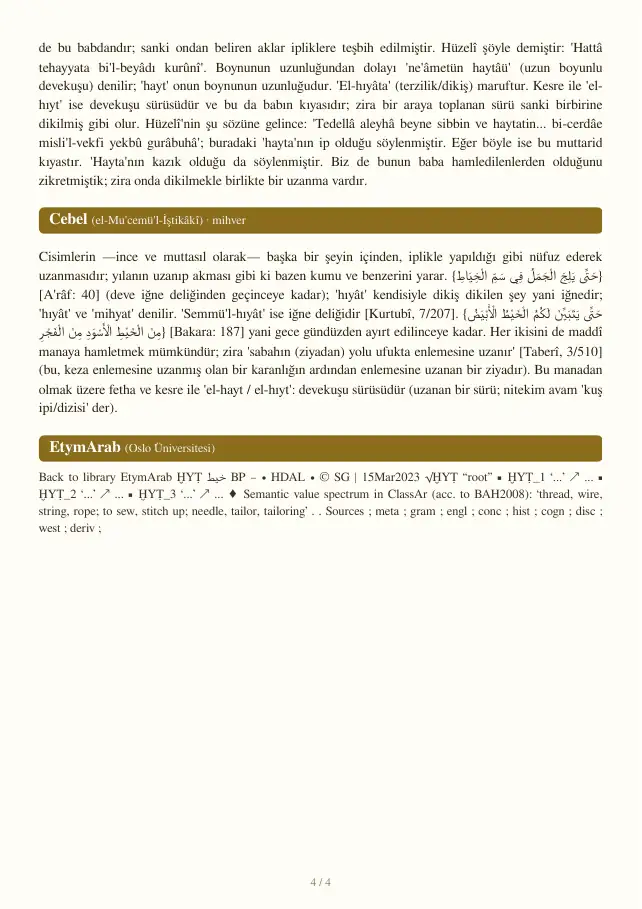 de bu babdandır; sanki ondan beliren aklar ipliklere teşbih edilmiştir. Hüzelî şöyle demiştir: 'Hattâ
tehayyata bi'l-beyâdı kurûnî'. Boynunun uzunluğundan dolayı 'ne'âmetün haytâü' (uzun boyunlu
devekuşu) denilir; 'hayt' onun boynunun uzunluğudur. 'El-hıyâta' (terzilik/dikiş) maruftur. Kesre ile 'el-
hıyt' ise devekuşu sürüsüdür ve bu da babın kıyasıdır; zira bir araya toplanan sürü sanki birbirine
dikilmiş gibi olur. Hüzelî'nin şu sözüne gelince: 'Tedellâ aleyhâ beyne sibbin ve haytatin... bi-cerdâe
misli'l-vekfi yekbû gurâbuhâ'; buradaki 'hayta'nın ip olduğu söylenmiştir. Eğer böyle ise bu muttarid
kıyastır. 'Hayta'nın kazık olduğu da söylenmiştir. Biz de bunun baba hamledilenlerden olduğunu
zikretmiştik; zira onda dikilmekle birlikte bir uzanma vardır.
Cebel (el-Mu'cemü'l-İştikâkî) · mihver
Cisimlerin —ince ve muttasıl olarak— başka bir şeyin içinden, iplikle yapıldığı gibi nüfuz ederek
uzanmasıdır; yılanın uzanıp akması gibi ki bazen kumu ve benzerini yarar. {حَتَّى يَلِجَ الْجَمَلُ فِي سَمِّ الْخِيَاطِ}
[A'râf: 40] (deve iğne deliğinden geçinceye kadar); 'hıyât' kendisiyle dikiş dikilen şey yani iğnedir;
'hıyât' ve 'mihyat' denilir. 'Semmü'l-hıyât' ise iğne deliğidir [Kurtubî, 7/207]. {حَتَّى يَتَبَيَّنَ لَكُمُ الْخَيْطُ الْأَبْيَضُ
مِنَ الْخَيْطِ الْأَسْوَدِ مِنَ الْفَجْرِ} [Bakara: 187] yani gece gündüzden ayırt edilinceye kadar. Her ikisini de maddî
manaya hamletmek mümkündür; zira 'sabahın (ziyadan) yolu ufukta enlemesine uzanır' [Taberî, 3/510]
(bu, keza enlemesine uzanmış olan bir karanlığın ardından enlemesine uzanan bir ziyadır). Bu manadan
olmak üzere fetha ve kesre ile 'el-hayt / el-hıyt': devekuşu sürüsüdür (uzanan bir sürü; nitekim avam 'kuş
ipi/dizisi' der).
EtymArab (Oslo Üniversitesi)
Back to library EtymArab ḪYṬ خيط BP – • HDAL • © SG | 15Mar2023 √ḪYṬ “root” ▪ ḪYṬ_1 ‘...’ ↗ ... ▪
ḪYṬ_2 ‘...’ ↗ ... ▪ ḪYṬ_3 ‘...’ ↗ ... ♦ Semantic value spectrum in ClassAr (acc. to BAH2008): ‘thread, wire,
string, rope; to sew, stitch up; needle, tailor, tailoring’ . . Sources ; meta ; gram ; engl ; conc ; hist ; cogn ; disc ;
west ; deriv ;
4 / 4